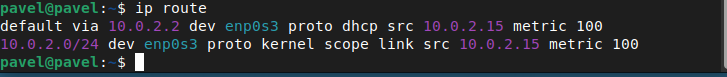 pavel@pavel:~$ ip route
default via 10.0.2.2 dev enp0s3 proto dhcp src 10.0.2.15 metric 100
10.0.2.0/24 dev enp0s3 proto kernel scope link src 10.0.2.15 metric 100
pavel@pavel:~$